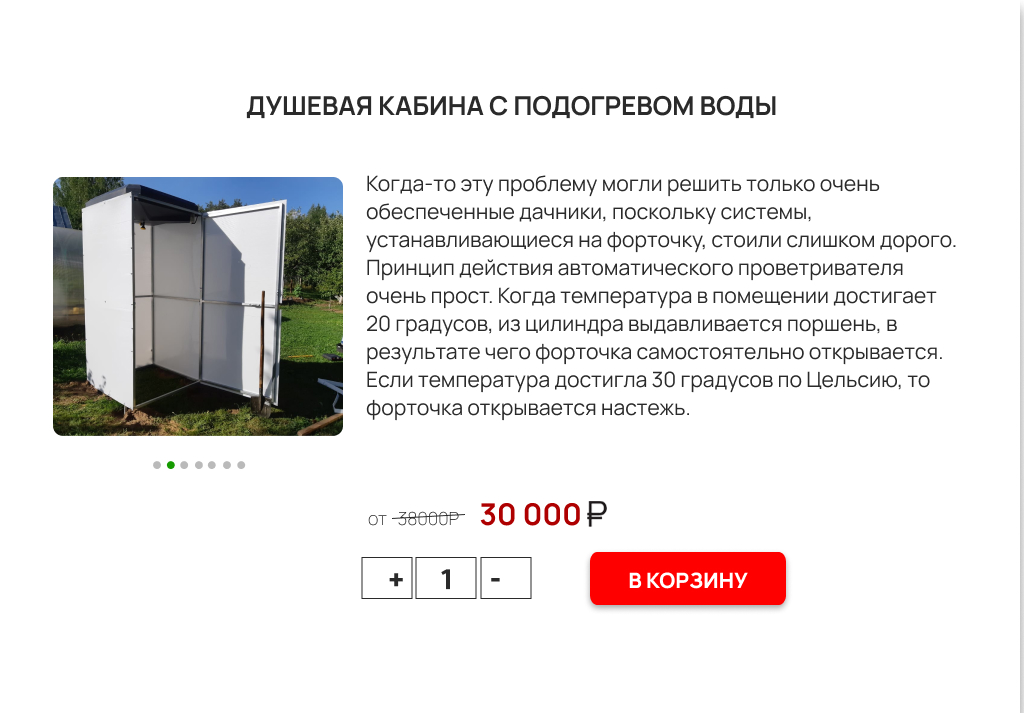 ДУШЕВАЯ КАБИНА С ПОДОГРЕВОМ ВОДЫ
Когда-то эту проблему могли решить только очень
обеспеченные дачники, поскольку системы,
устанавливающиеся на форточку, стоили слишком дорого.
Принцип действия автоматического проветривателя
очень прост. Когда температура в помещении достигает
20 градусов, из цилиндра выдавливается поршень, в
результате чего форточка самостоятельно открывается.
Если температура достигла 30 градусов по Цельсию, то
форточка открывается настежь.
от 38000₽ 30 000 ₽
+ 1 -
В КОРЗИНУ